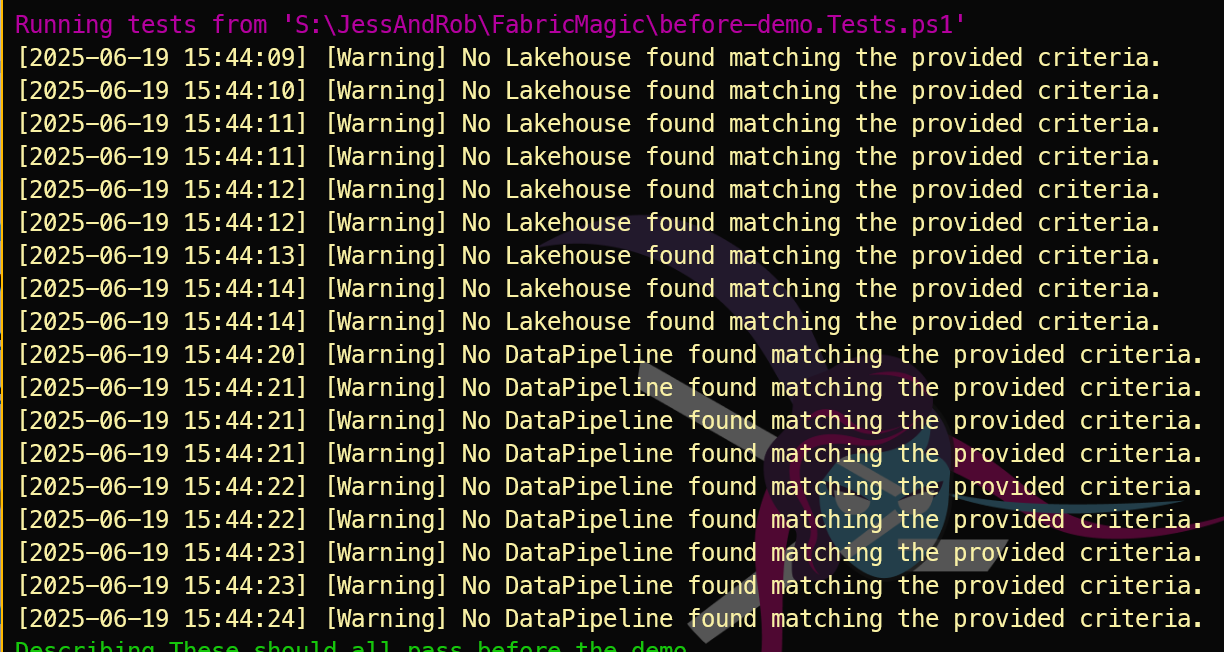 Running tests from 'S:\JessAndRob\FabricMagic\before-demo.Tests.ps1'
[2025-06-19 15:44:09] [Warning] No Lakehouse found matching the provided criteria.
[2025-06-19 15:44:10] [Warning] No Lakehouse found matching the provided criteria.
[2025-06-19 15:44:11] [Warning] No Lakehouse found matching the provided criteria.
[2025-06-19 15:44:11] [Warning] No Lakehouse found matching the provided criteria.
[2025-06-19 15:44:12] [Warning] No Lakehouse found matching the provided criteria.
[2025-06-19 15:44:12] [Warning] No Lakehouse found matching the provided criteria.
[2025-06-19 15:44:13] [Warning] No Lakehouse found matching the provided criteria.
[2025-06-19 15:44:14] [Warning] No Lakehouse found matching the provided criteria.
[2025-06-19 15:44:14] [Warning] No Lakehouse found matching the provided criteria.
[2025-06-19 15:44:20] [Warning] No DataPipeline found matching the provided criteria.
[2025-06-19 15:44:21] [Warning] No DataPipeline found matching the provided criteria.
[2025-06-19 15:44:21] [Warning] No DataPipeline found matching the provided criteria.
[2025-06-19 15:44:21] [Warning] No DataPipeline found matching the provided criteria.
[2025-06-19 15:44:22] [Warning] No DataPipeline found matching the provided criteria.
[2025-06-19 15:44:22] [Warning] No DataPipeline found matching the provided criteria.
[2025-06-19 15:44:23] [Warning] No DataPipeline found matching the provided criteria.
[2025-06-19 15:44:23] [Warning] No DataPipeline found matching the provided criteria.
[2025-06-19 15:44:24] [Warning] No DataPipeline found matching the provided criteria.
Describing These should all pass before the demo